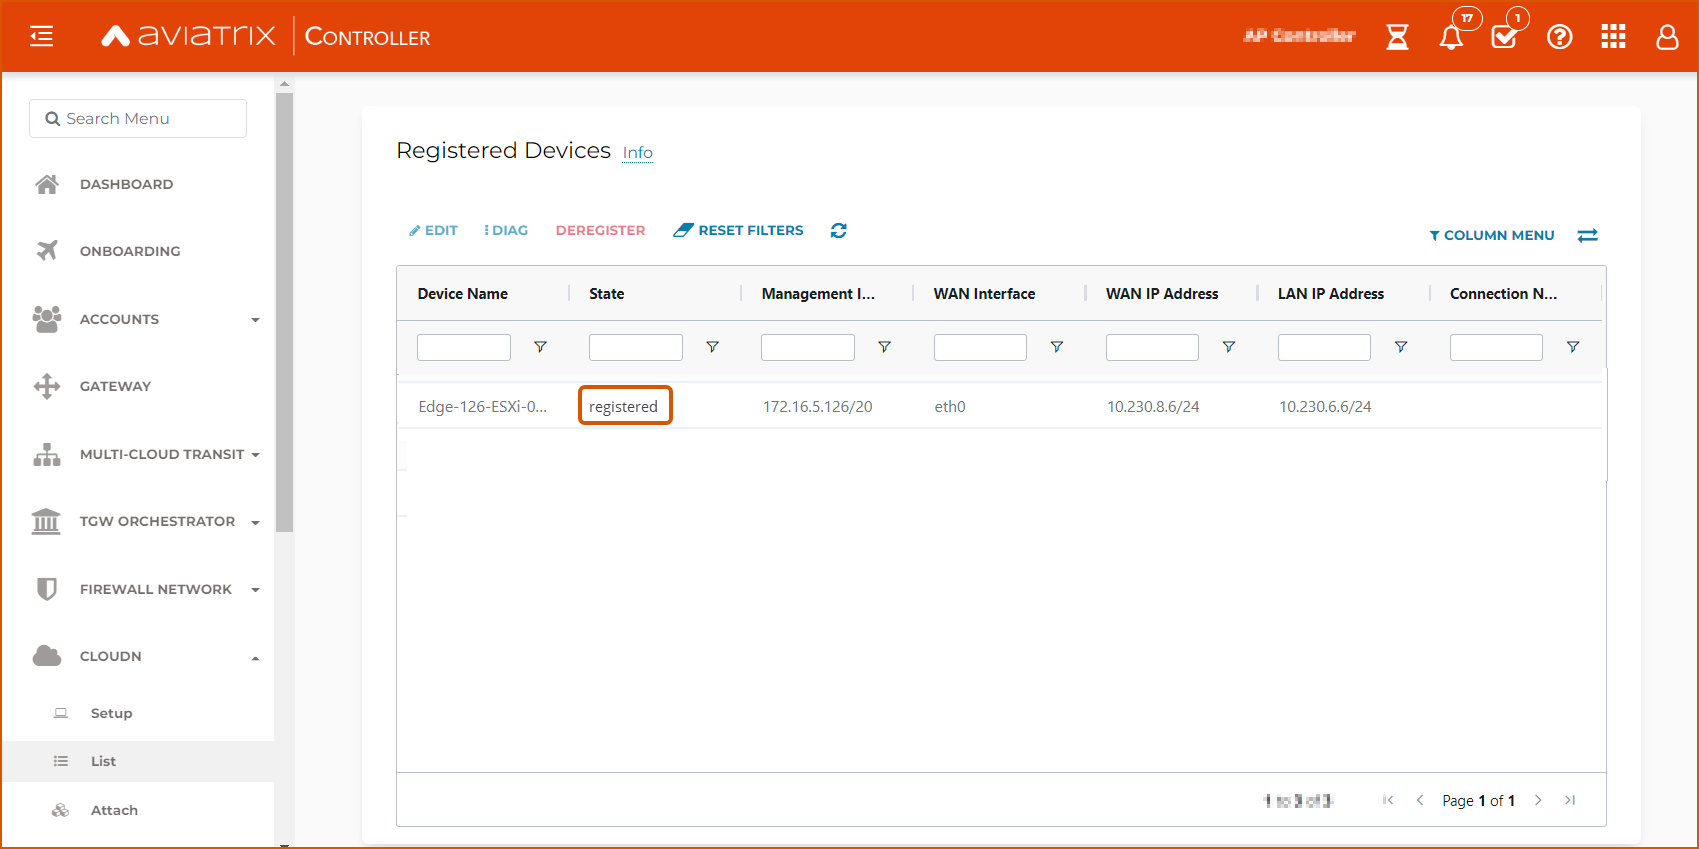 AVIATRIX CONTROLLER
AP Controller 17 1
Search Menu
DASHBOARD
ONBOARDING
ACCOUNTS
GATEWAY
MULTI-CLOUD TRANSIT
TGW ORCHESTRATOR
FIREWALL NETWORK
CLOUDN
Setup
List
Attach
Registered Devices Info
EDIT DIAG DEREGISTER RESET FILTERS COLUMN MENU
Device Name State Management I... WAN Interface WAN IP Address LAN IP Address Connection N...
Edge-126-ESXi-0... registered 172.16.5.126/20 eth0 10.230.8.6/24 10.230.6.6/24
Page 1 of 1